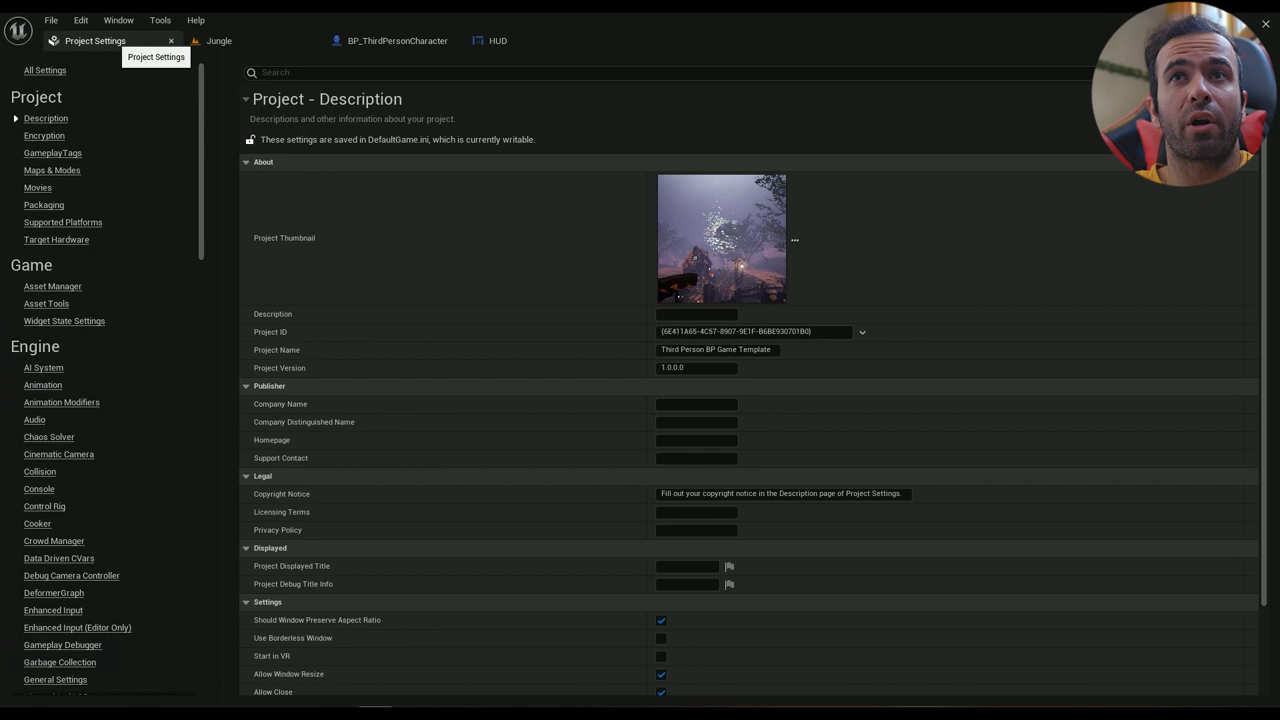 File Edit Window Tools Help
Project Settings Jungle BP_ThirdPersonCharacter HUD
Project Settings
All Settings
Project
Description
Encryption
GameplayTags
Maps & Modes
Movies
Packaging
Supported Platforms
Target Hardware
Game
Asset Manager
Asset Tools
Widget State Settings
Engine
AI System
Animation
Animation Modifiers
Audio
Chaos Solver
Cinematic Camera
Collision
Console
Control Rig
Cooker
Crowd Manager
Data Driven CVars
Debug Camera Controller
DeformerGraph
Enhanced Input
Enhanced Input (Editor Only)
Gameplay Debugger
Garbage Collection
General Settings
Search
Project - Description
Descriptions and other information about your project.
These settings are saved in DefaultGame.ini, which is currently writable.
About
Project Thumbnail
Description
Project ID {6E411A65-4C57-8907-9E1F-B6BE930701B0}
Project Name Third Person BP Game Template
Project Version 1.0.0.0
Publisher
Company Name
Company Distinguished Name
Homepage
Support Contact
Legal
Copyright Notice Fill out your copyright notice in the Description page of Project Settings.
Licensing Terms
Privacy Policy
Displayed
Project Displayed Title
Project Debug Title Info
Settings
Should Window Preserve Aspect Ratio
Use Borderless Window
Start in VR
Allow Window Resize
Allow Close